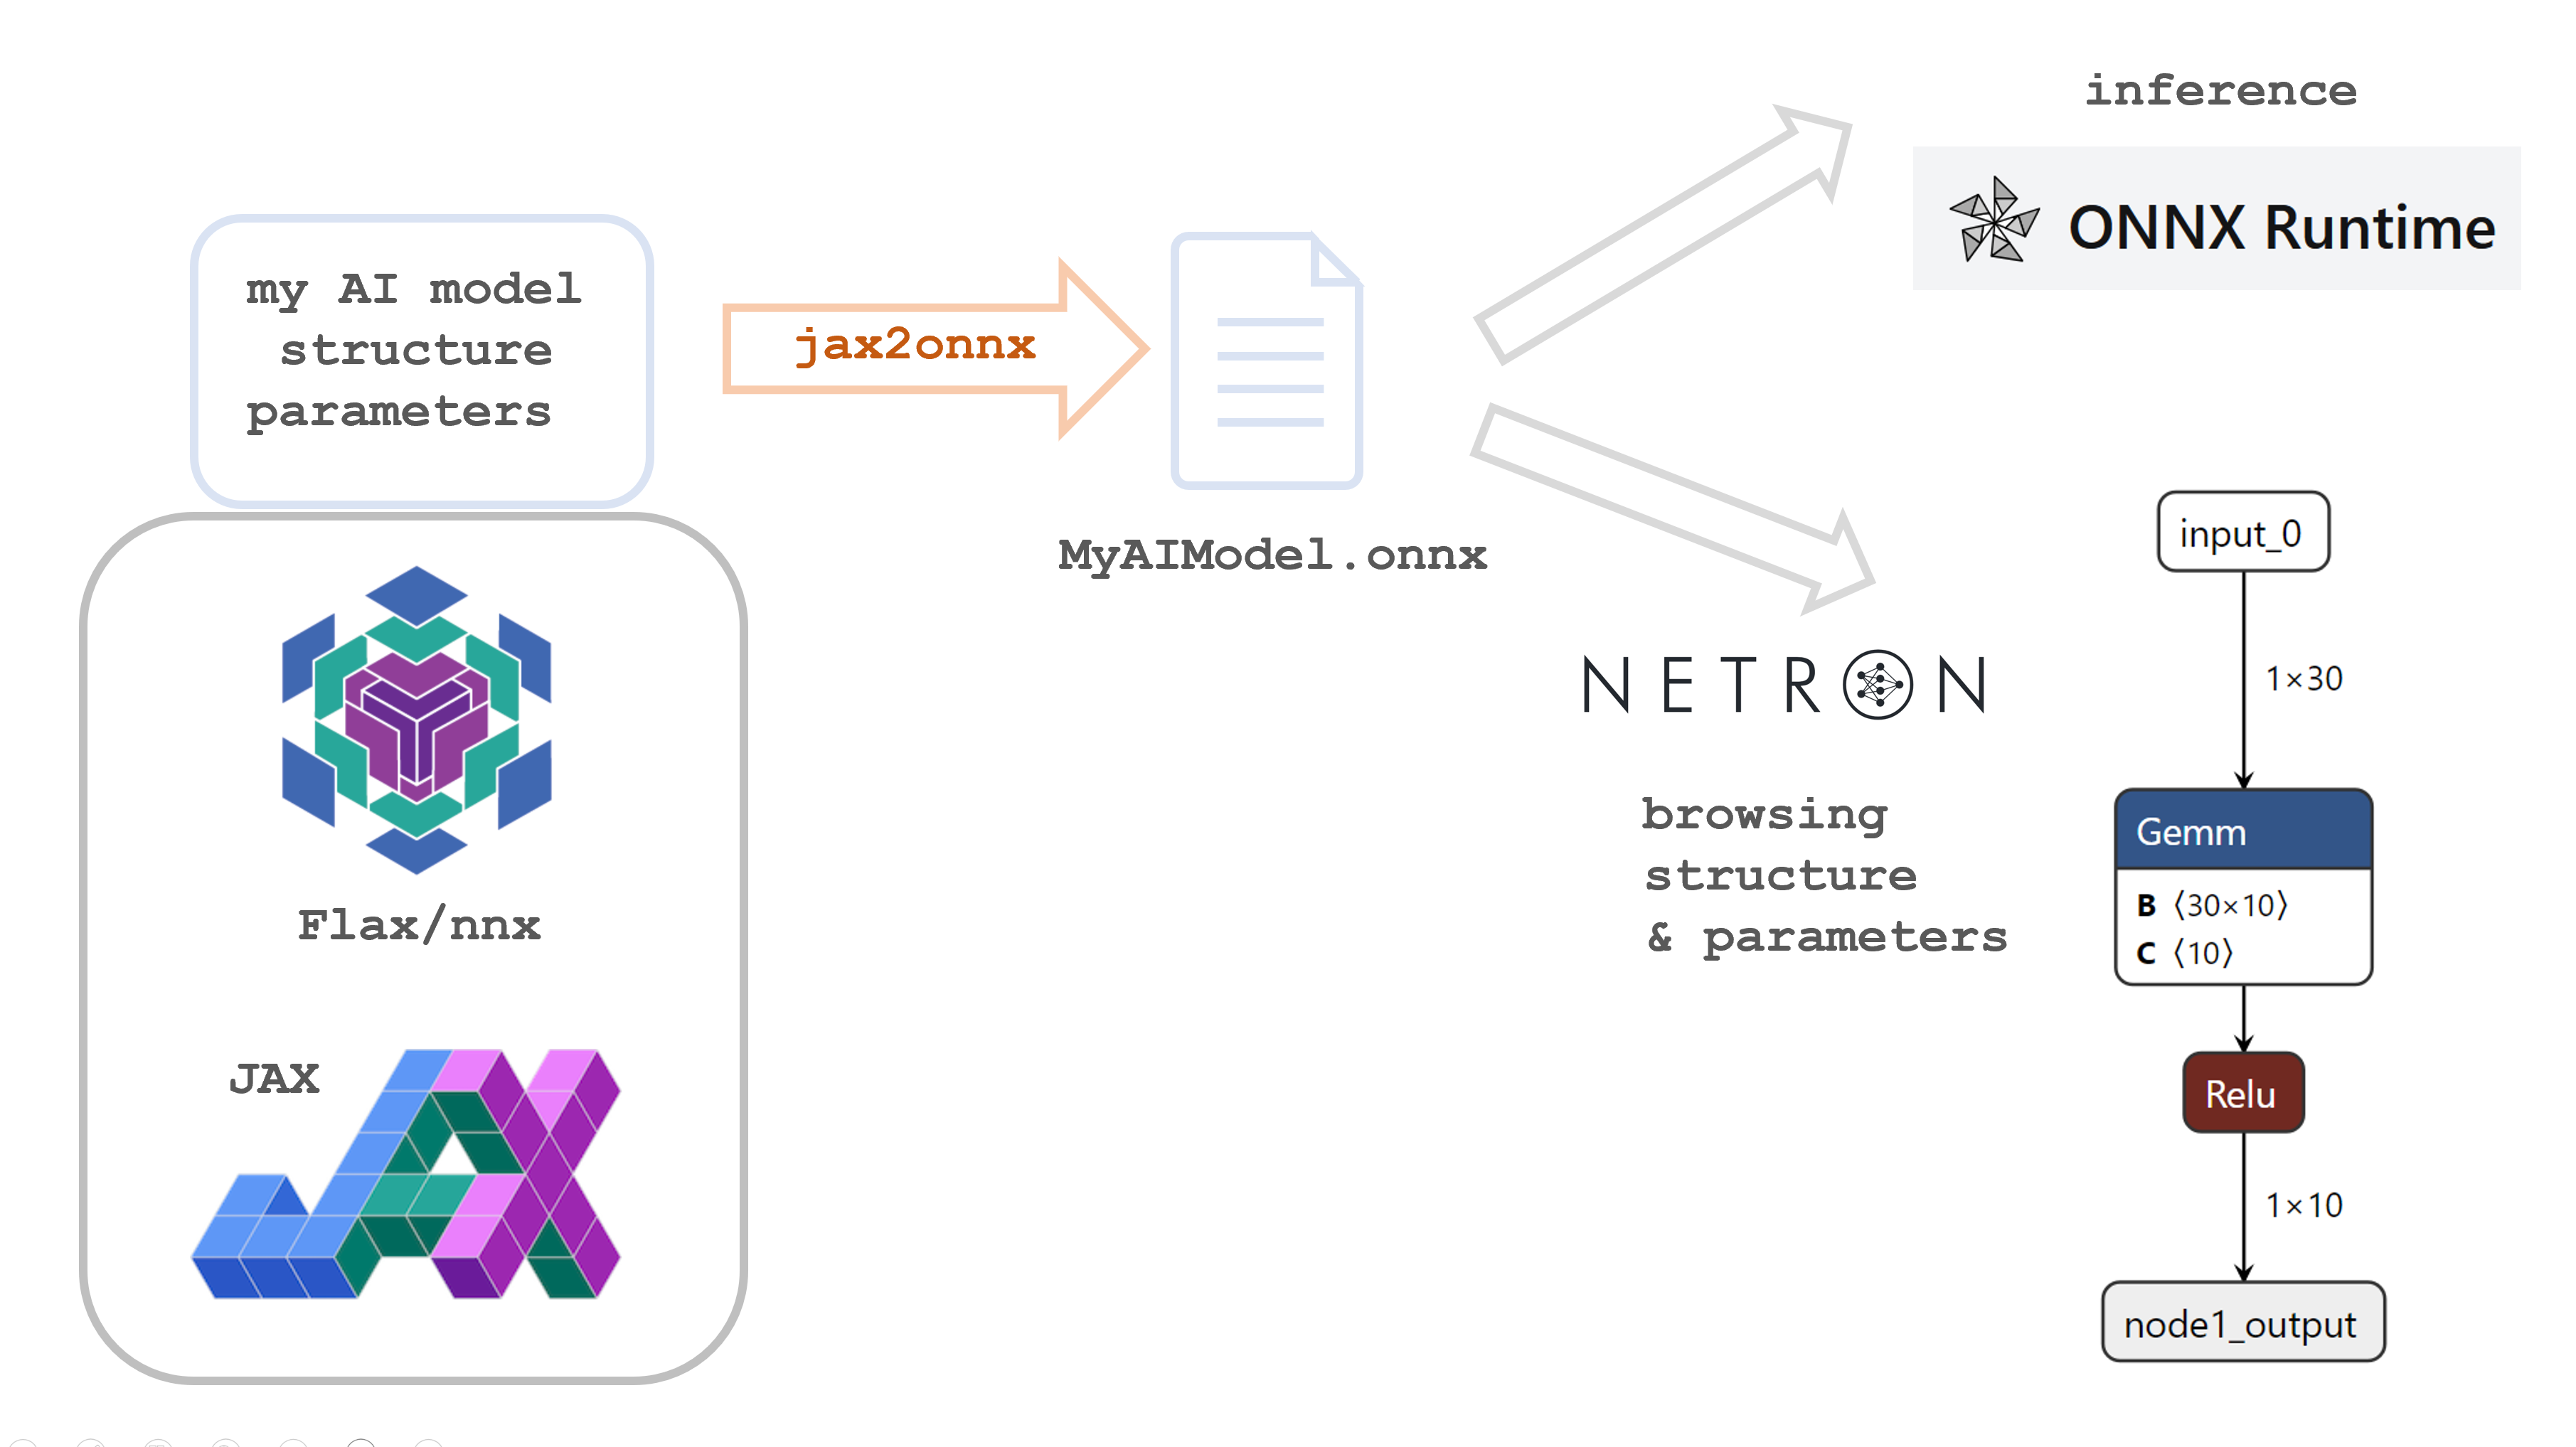 my AI model
structure
parameters
Flax/nnx
JAX
jax2onnx
MyAIModel.onnx
inference
ONNX Runtime
NETRON
browsing
structure
& parameters
input_0
1×30
Gemm
B ⟨30×10⟩
C ⟨10⟩
Relu
1×10
node1_output